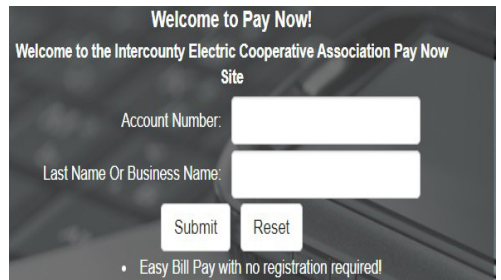 Welcome to Pay Now!
Welcome to the Intercounty Electric Cooperative Association Pay Now
Site
Account Number:
Last Name Or Business Name:
Submit Reset
• Easy Bill Pay with no registration required!